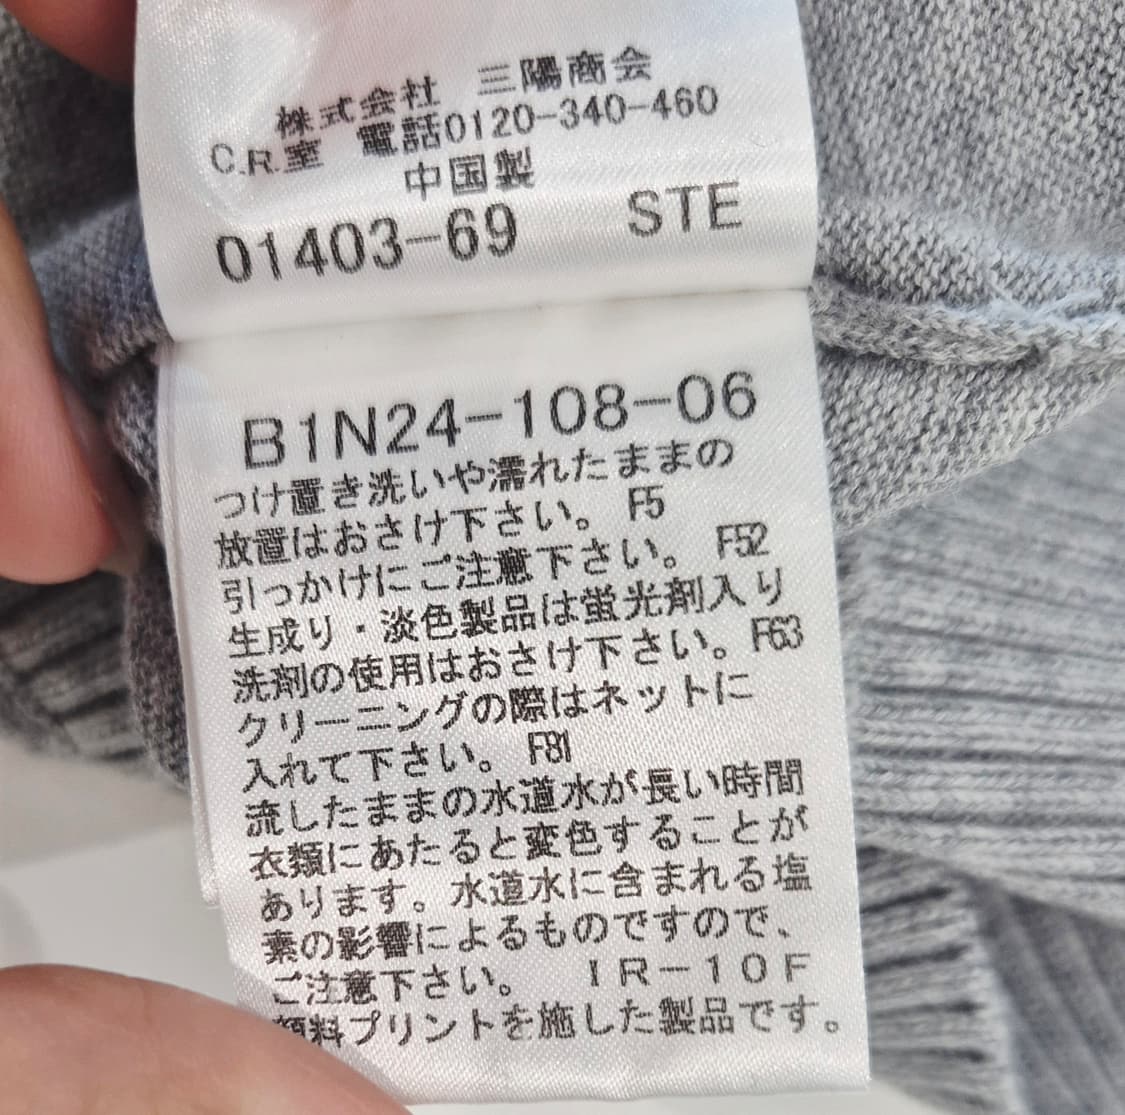 株式会社 三陽商会
C.R.室 電話0120-340-460
中国製
01403-69 STE
B1N24-108-06
つけ置き洗いや濡れたままの
放置はおさけ下さい。 F5
引っかけにご注意下さい。 F52
生成り・淡色製品は蛍光剤入り
洗剤の使用はおさけ下さい。F63
クリーニングの際はネットに
入れて下さい。 F81
流したままの水道水が長い時間
衣類にあたると変色することが
あります。水道水に含まれる塩
素の影響によるものですので、
ご注意下さい。 IR-10F
顔料プリントを施した製品です。